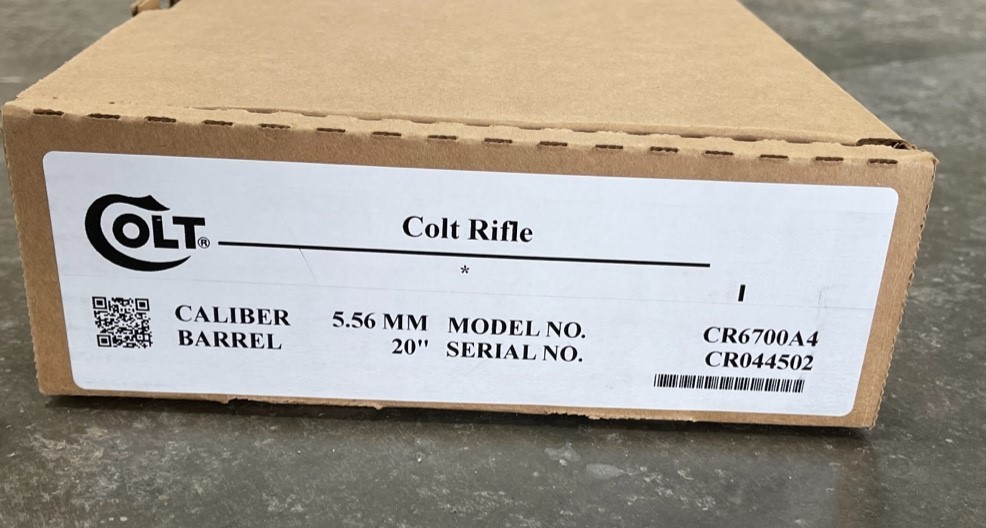 COLT®
Colt Rifle
*
CALIBER 5.56 MM MODEL NO. CR6700A4
BARREL 20" SERIAL NO. CR044502